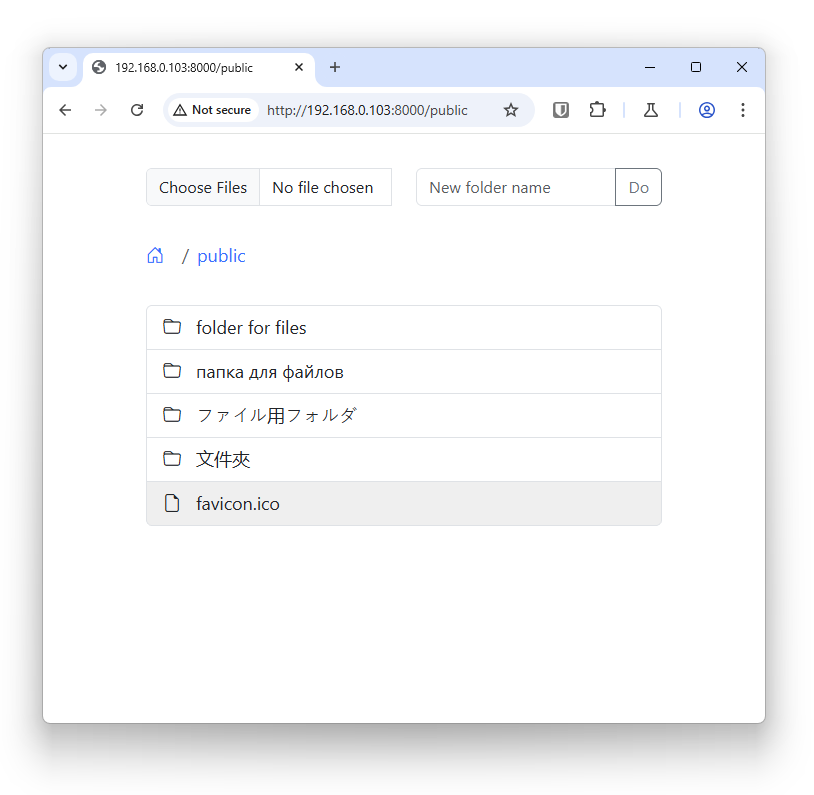 192.168.0.103:8000/public
Not secure http://192.168.0.103:8000/public
Choose Files No file chosen New folder name Do
/ public
folder for files
папка для файлов
ファイル用フォルダ
文件夾
favicon.ico